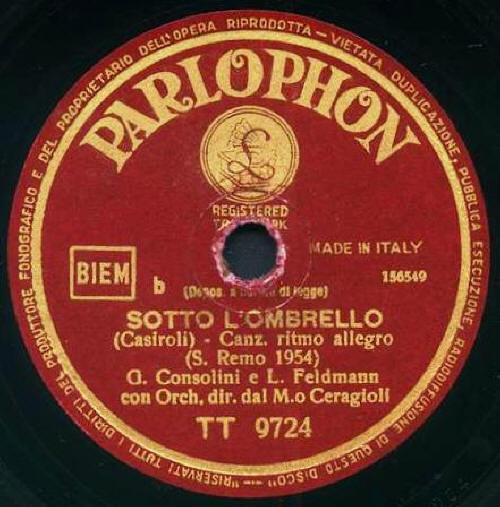 "RISERVATI TUTTI I DIRITTI DEL PRODUTTORE FONOGRAFICO E DEL PROPRIETARIO DELL'OPERA RIPRODOTTA — VIETATA DUPLICAZIONE, PUBBLICA ESECUZIONE, RADIODIFFUSIONE DI QUESTO DISCO"
PARLOPHON
£
REGISTERED
MADE IN ITALY
BIEM
b
156549
di legge)
SOTTO L'OMBRELLO
(Casiroli) - Canz. ritmo allegro
(S. Remo 1954)
G. Consolini e L. Feldmann
con Orch, dir. dal M.o Ceragioli
TT 9724